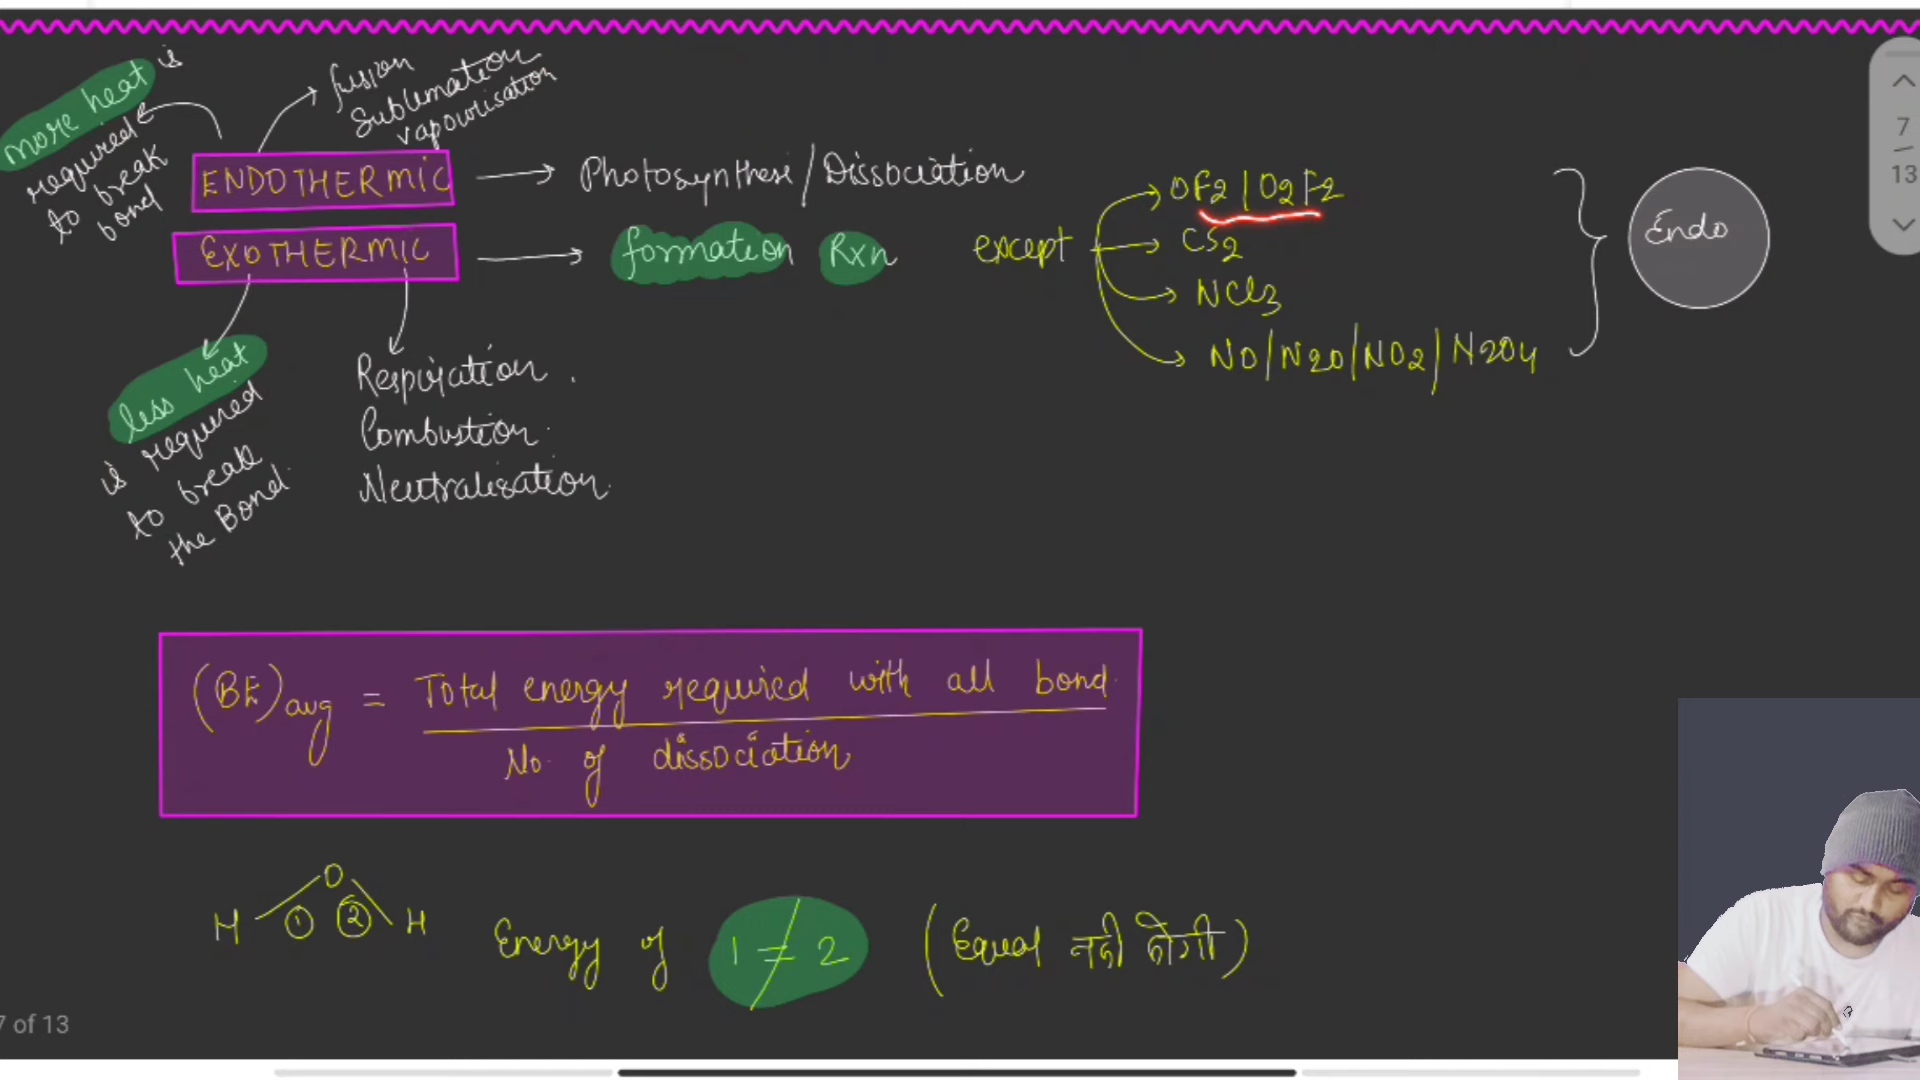 more heat is
required
to break
bond
fusion
Sublimation
vapourisation
ENDOTHERMIC
Photosynthesi / Dissociation
EXOTHERMIC
formation Rxn
except
OF2 | O2F2
CS2
NCl3
NO / N2O / NO2 / N2O4
Endo
less heat
is required
to break
the Bond.
Respiration.
Combustion.
Neutralisation.
(BE)avg = Total energy required with all bond.
No. of dissociation
H O H
① ②
Energy of 1 ≠ 2 (Equal नही होगी)
7 of 13
7
13